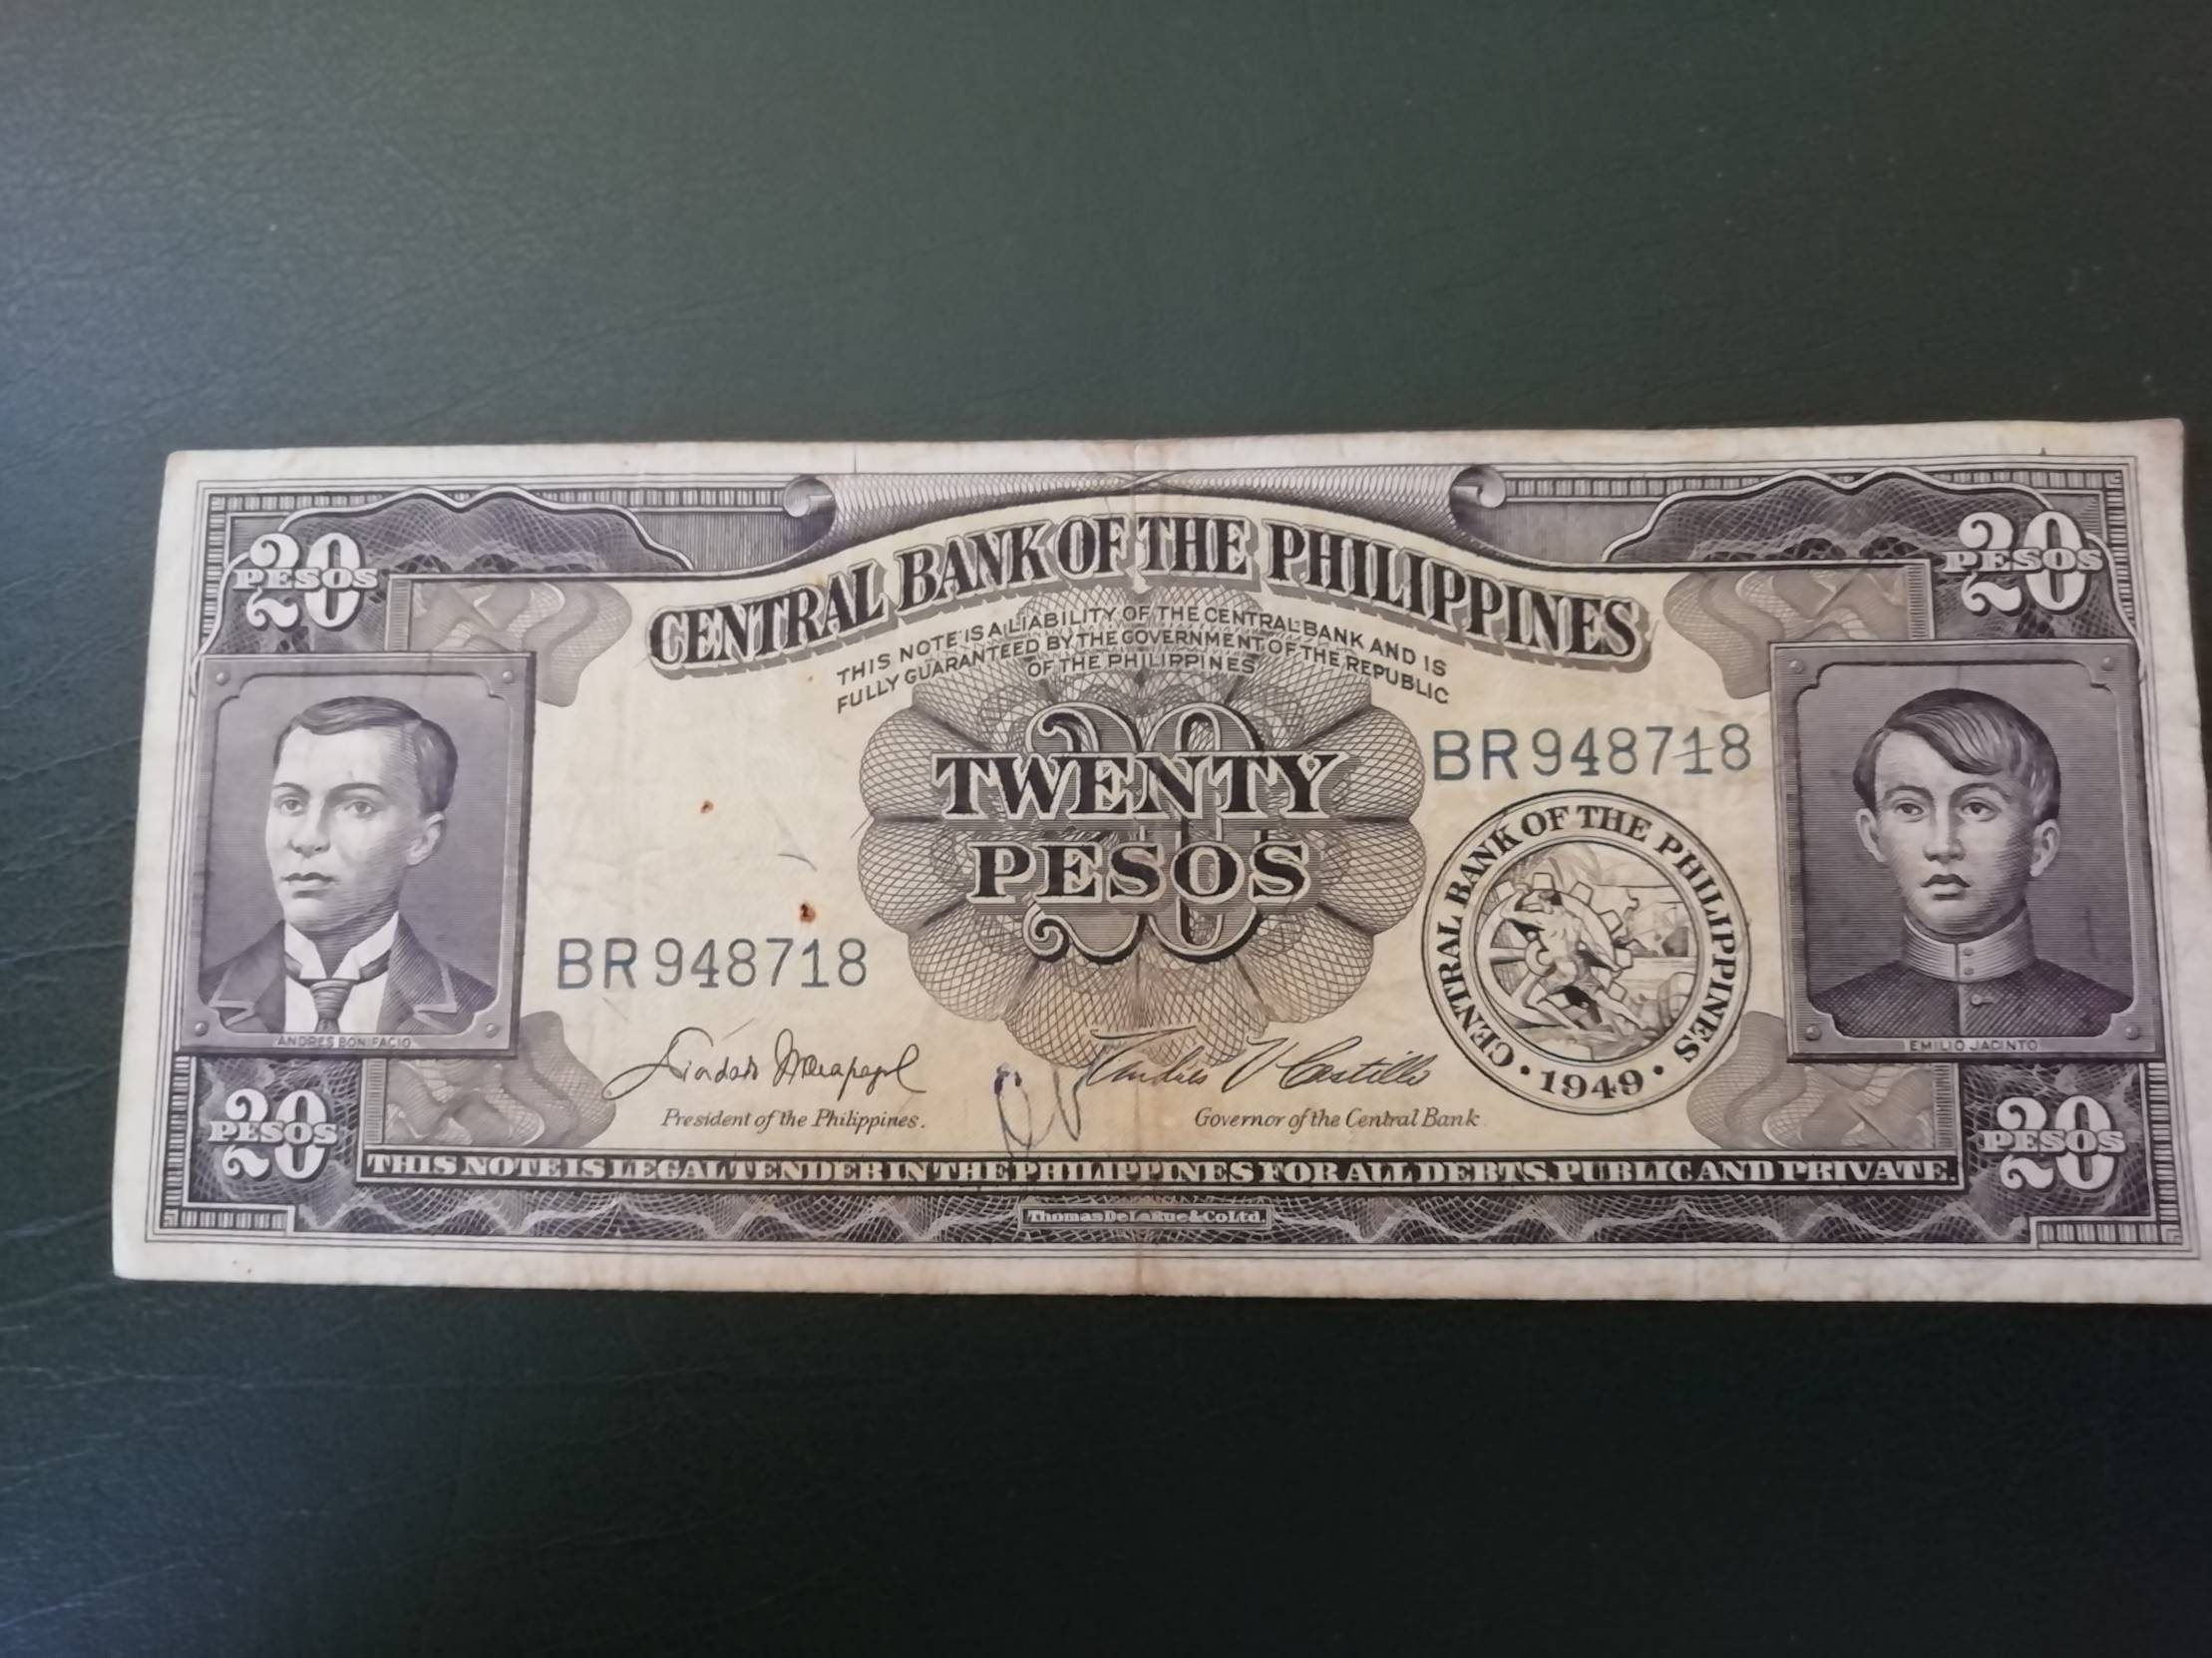 20
PESOS
20
PESOS
CENTRAL BANK OF THE PHILIPPINES
THIS NOTE IS A LIABILITY OF THE CENTRAL BANK AND IS
FULLY GUARANTEED BY THE GOVERNMENT OF THE REPUBLIC
OF THE PHILIPPINES
20
TWENTY
PESOS
BR948718
BR948718
CENTRAL BANK OF THE PHILIPPINES
• 1949 •
ANDRES BONIFACIO
EMILIO JACINTO
President of the Philippines.
Governor of the Central Bank
20
PESOS
20
PESOS
THIS NOTE IS LEGAL TENDER IN THE PHILIPPINES FOR ALL DEBTS, PUBLIC AND PRIVATE.
Thomas De La Rue & Co Ltd.